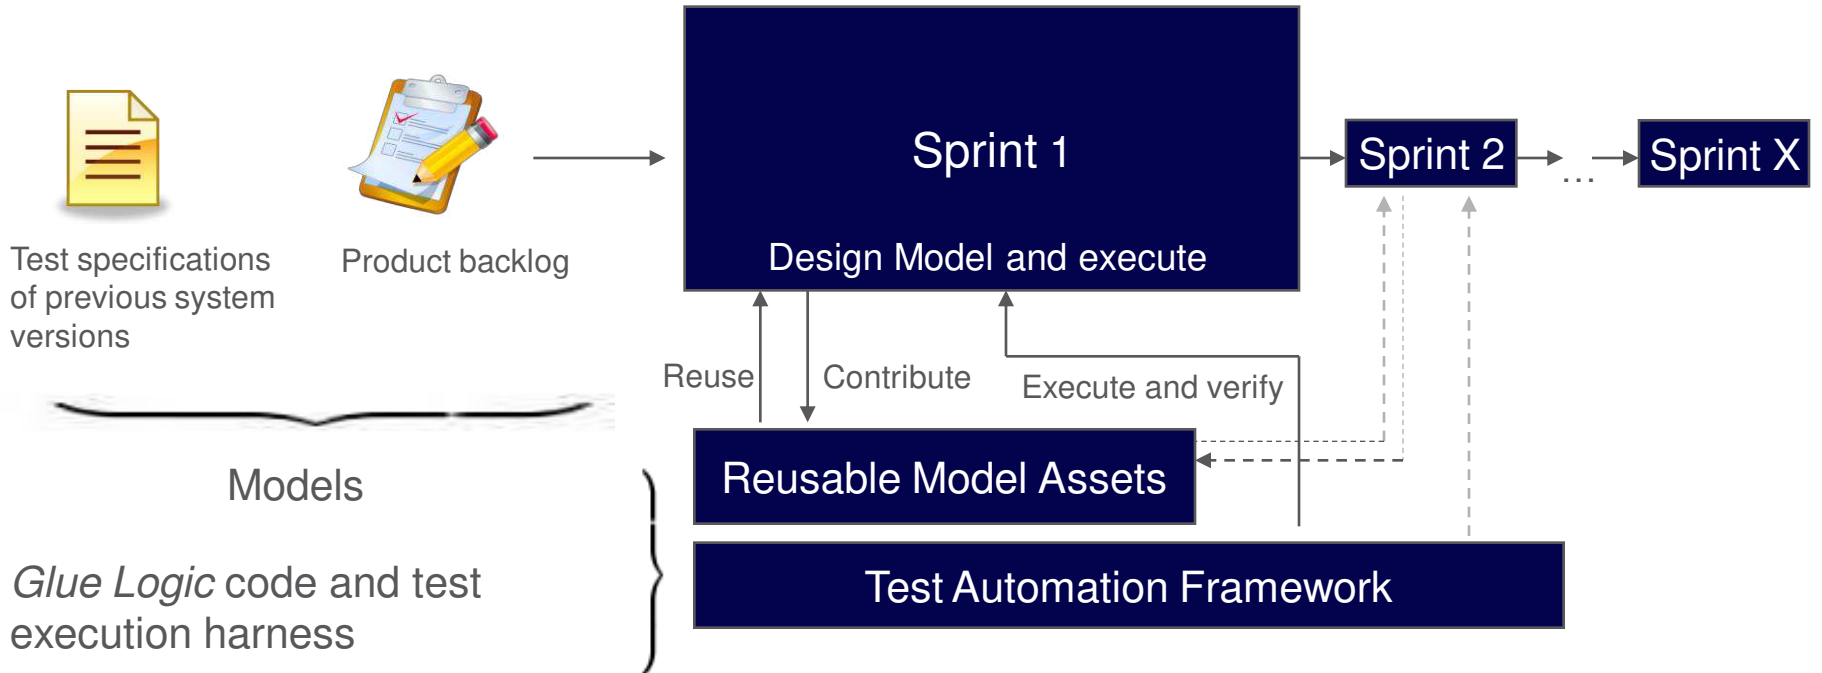 Sprint 1
Design Model and execute
Sprint 2
...
Sprint X
Test specifications
of previous system
versions
Product backlog
Reuse
Contribute
Execute and verify
Models
Reusable Model Assets
Glue Logic code and test
execution harness
Test Automation Framework